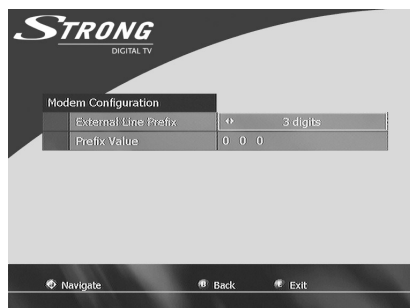 STRONG
DIGITAL TV
Modem Configuration
External Line Prefix 3 digits
Prefix Value 0 0 0
Navigate Back Exit